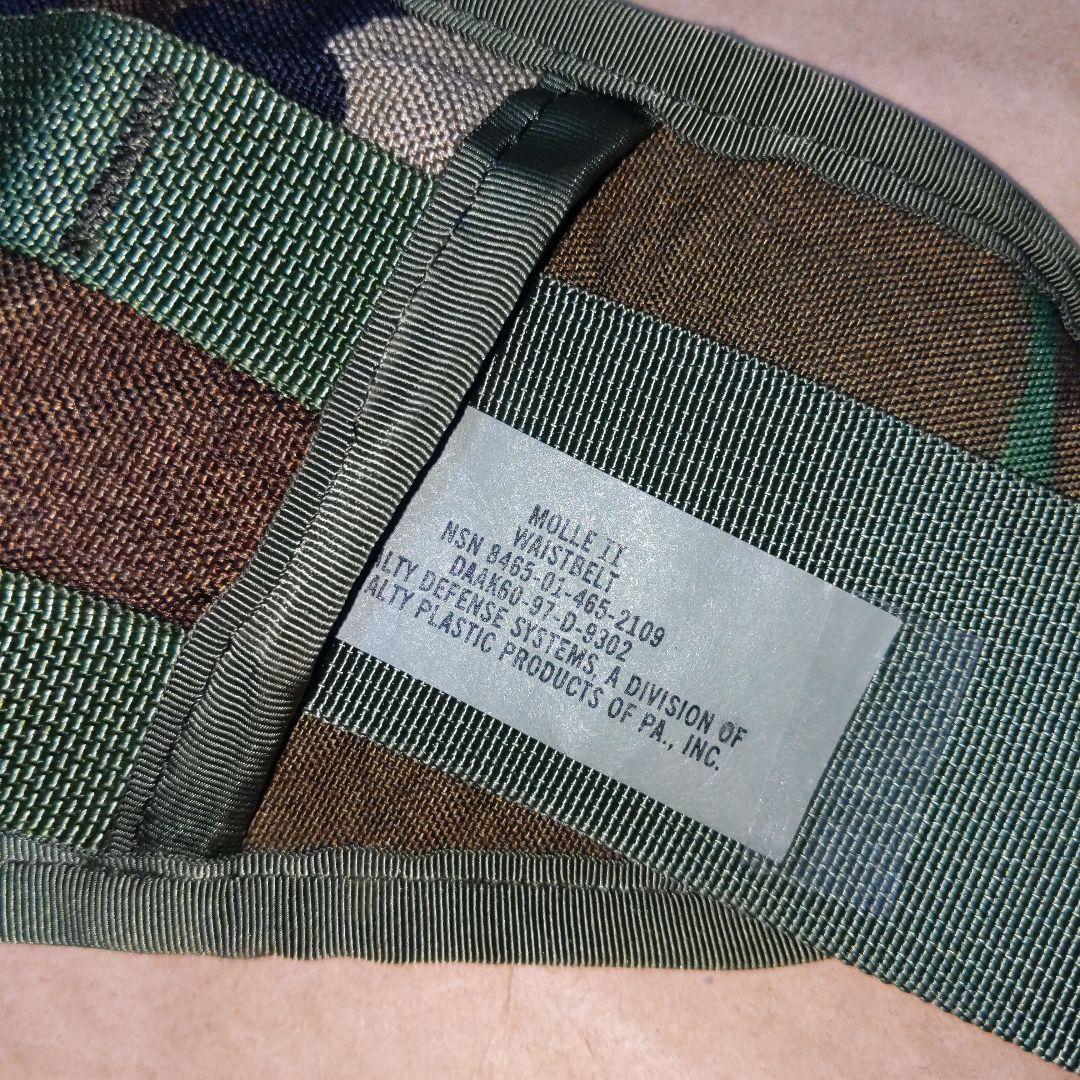 MOLLE II
WAISTBELT
NSN 8465-01-465-2109
DAAK60-97-D-9302
ALTY DEFENSE SYSTEMS, A DIVISION OF
ALTY PLASTIC PRODUCTS OF PA., INC.